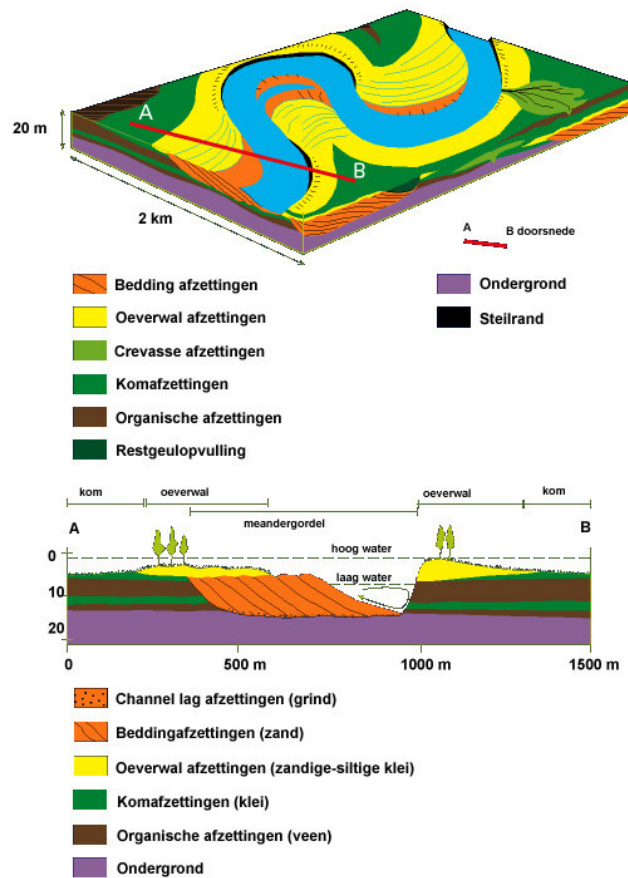 A
B
20 m
2 km
A
B doorsnede
Bedding afzettingen
Oeverwal afzettingen
Crevasse afzettingen
Komafzettingen
Organische afzettingen
Restgeulopvulling
Ondergrond
Steilrand
kom
oeverwal
oeverwal
kom
meandergordel
A
B
hoog water
laag water
0
10
20
0
500 m
1000 m
1500 m
Channel lag afzettingen (grind)
Beddingafzettingen (zand)
Oeverwal afzettingen (zandige-siltige klei)
Komafzettingen (klei)
Organische afzettingen (veen)
Ondergrond